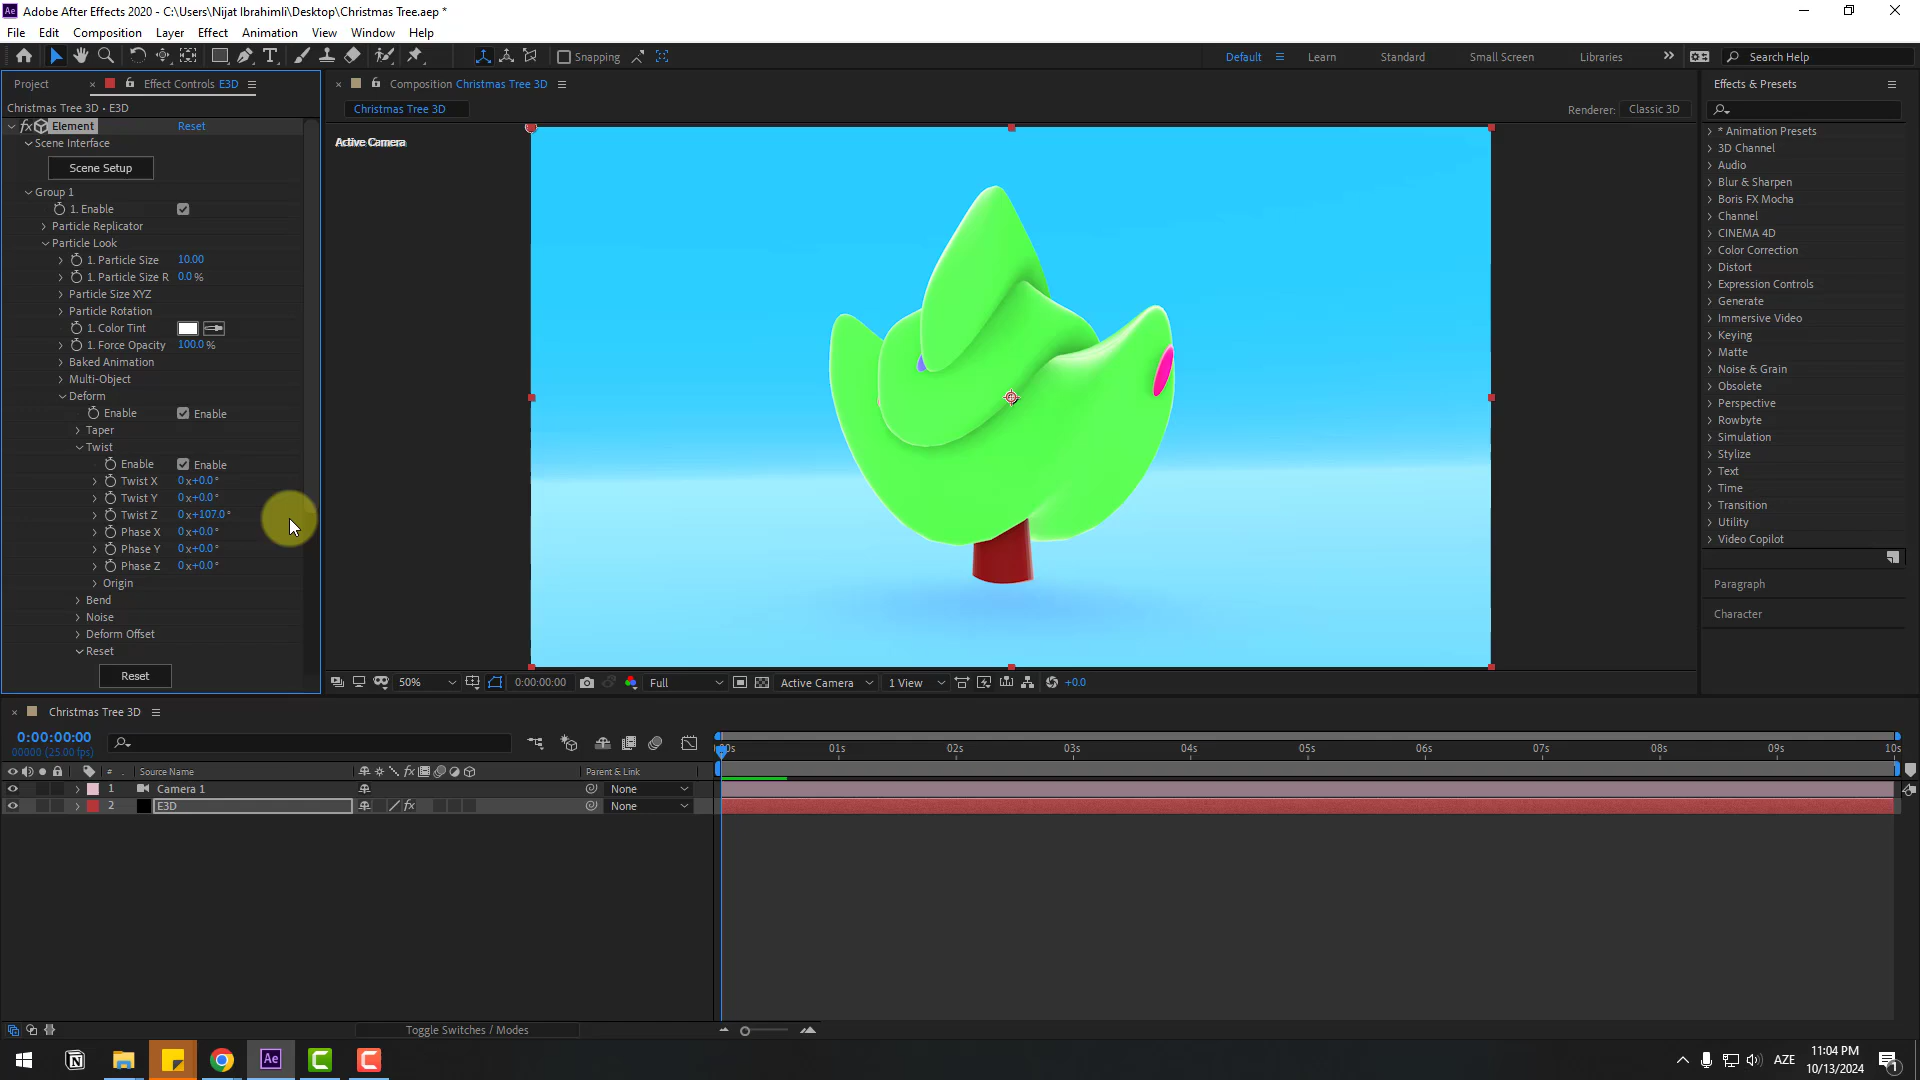 Adobe After Effects 2020 - C:\Users\Nijat Ibrahimli\Desktop\Christmas Tree.aep *
File Edit Composition Layer Effect Animation View Window Help
Snapping Default Learn Standard Small Screen Libraries Search Help
Project Effect Controls E3D Composition Christmas Tree 3D Effects & Presets
Christmas Tree 3D • E3D Christmas Tree 3D Renderer: Classic 3D
fx Element Reset
Active Camera
Scene Interface
Scene Setup
Group 1
1. Enable
Particle Replicator
Particle Look
1. Particle Size 10.00
1. Particle Size R 0.0 %
Particle Size XYZ
Particle Rotation
1. Color Tint
1. Force Opacity 100.0 %
Baked Animation
Multi-Object
Deform
Enable Enable
Taper
Twist
Enable Enable
Twist X 0 x+0.0 °
Twist Y 0 x+0.0 °
Twist Z 0 x+107.0 °
Phase X 0 x+0.0 °
Phase Y 0 x+0.0 °
Phase Z 0 x+0.0 °
Origin
Bend
Noise
Deform Offset
Reset
Reset
* Animation Presets
3D Channel
Audio
Blur & Sharpen
Boris FX Mocha
Channel
CINEMA 4D
Color Correction
Distort
Expression Controls
Generate
Immersive Video
Keying
Matte
Noise & Grain
Obsolete
Perspective
Rowbyte
Simulation
Stylize
Text
Time
Transition
Utility
Video Copilot
Paragraph
Character
50% 0:00:00:00 Full Active Camera 1 View +0.0
Christmas Tree 3D
0:00:00:00
00000 (25.00 fps)
01s 02s 03s 04s 05s 06s 07s 08s 09s 10s
# Source Name fx Parent & Link
1 Camera 1 None
2 E3D fx None
Toggle Switches / Modes
Ae AZE 11:04 PM
10/13/2024 1